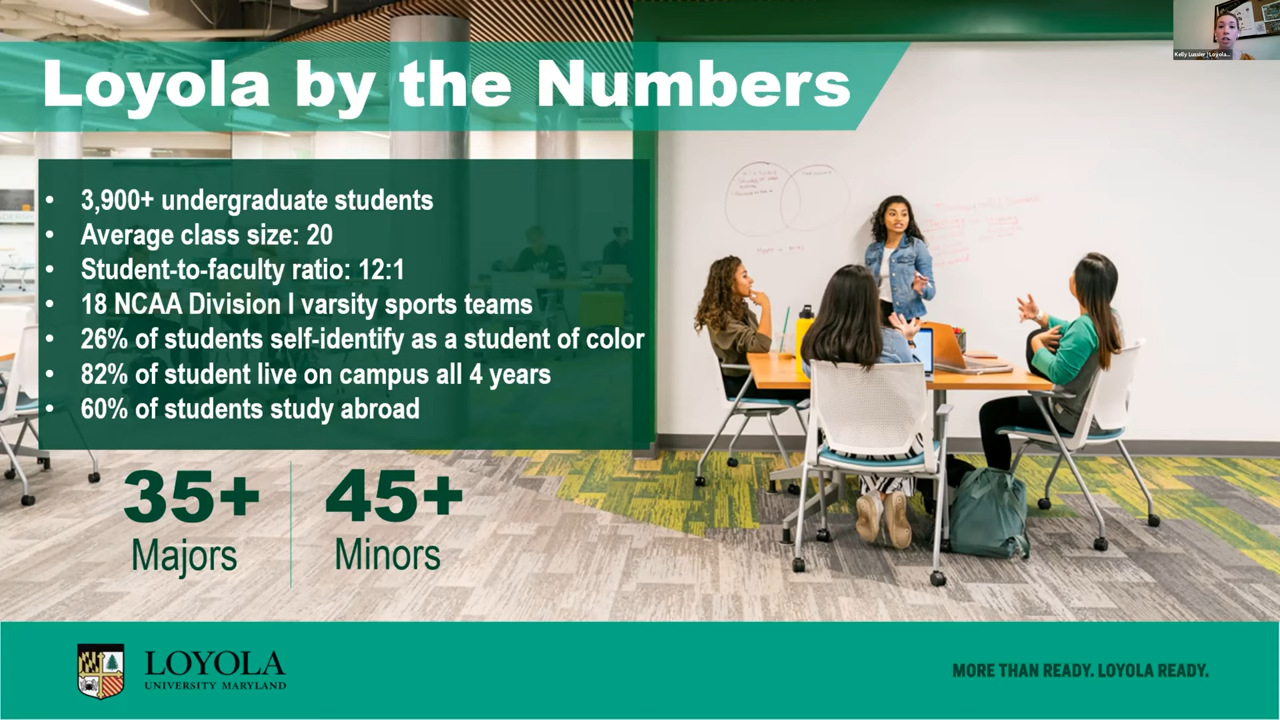 Kelly Lussier | Loyola...
Loyola by the Numbers
• 3,900+ undergraduate students
• Average class size: 20
• Student-to-faculty ratio: 12:1
• 18 NCAA Division I varsity sports teams
• 26% of students self-identify as a student of color
• 82% of student live on campus all 4 years
• 60% of students study abroad
35+
Majors
45+
Minors
LOYOLA
UNIVERSITY MARYLAND
MORE THAN READY. LOYOLA READY.